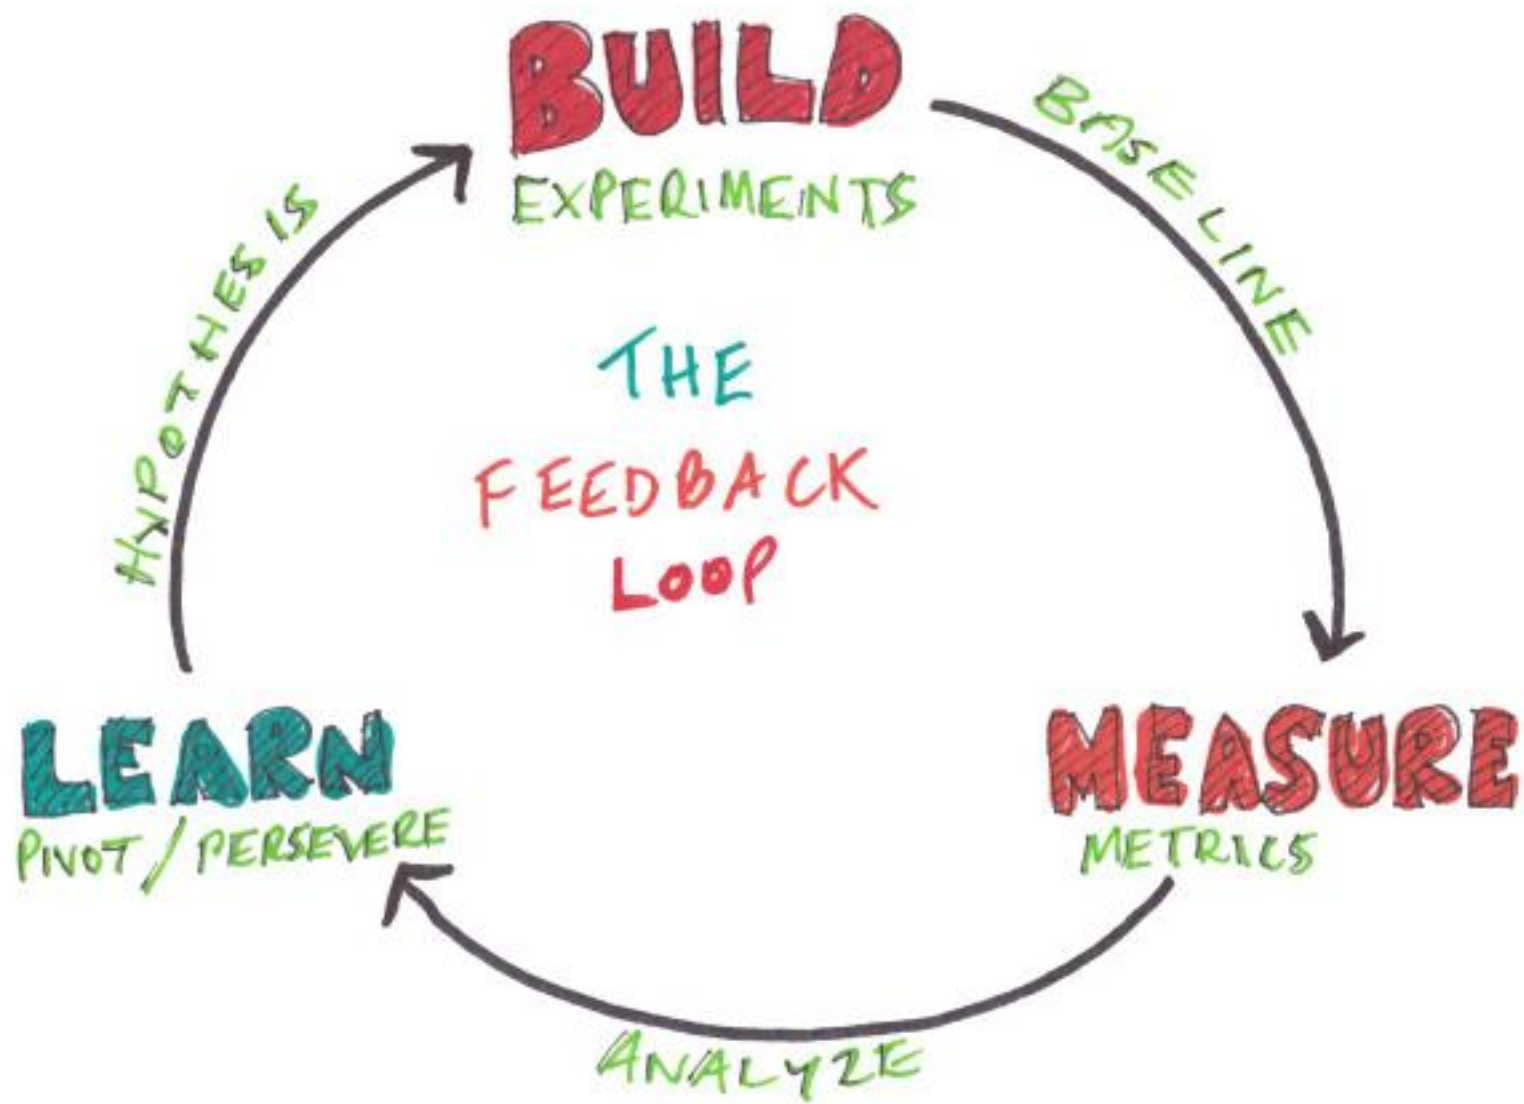 BUILD
EXPERIMENTS
BASELINE
HYPOTHESIS
THE
FEEDBACK
LOOP
LEARN
PIVOT/PERSEVERE
MEASURE
METRICS
ANALYZE